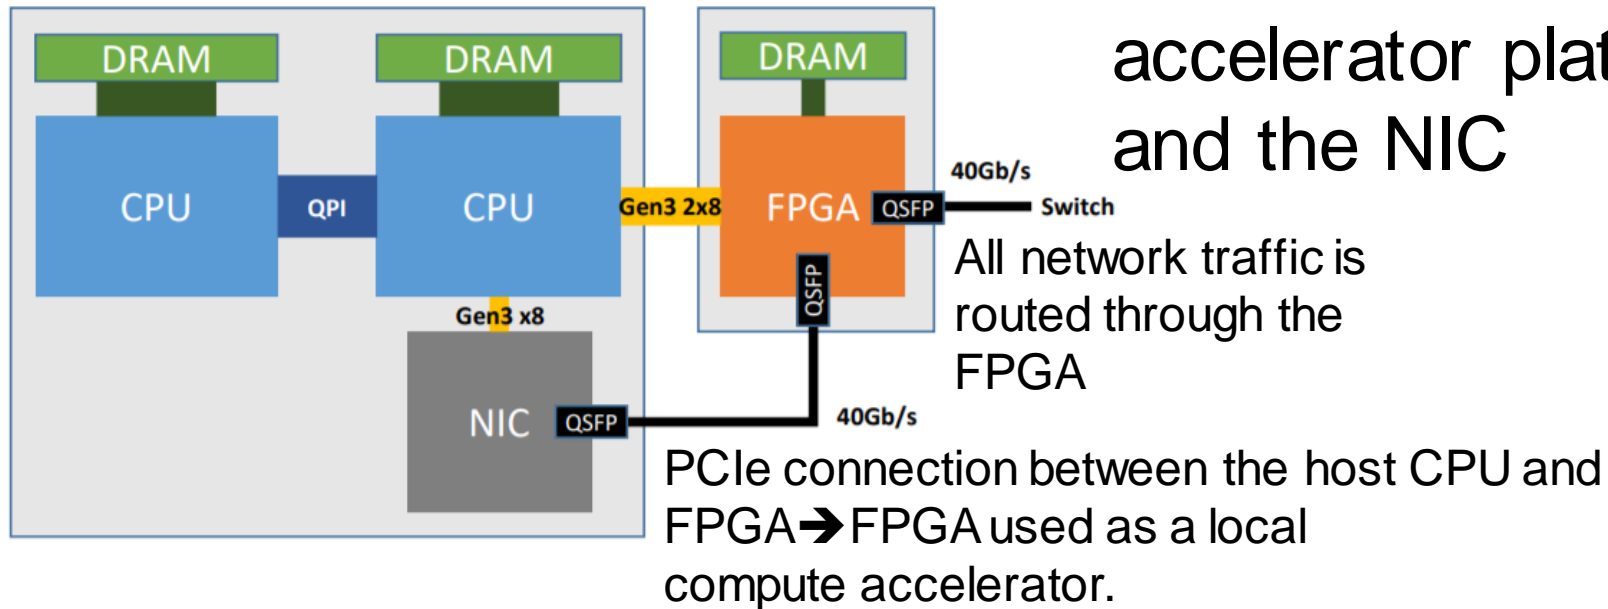 DRAM
DRAM
DRAM
accelerator
and the NIC
CPU
QPI
CPU
Gen3 2x8
FPGA
QSFP
40Gb/s
Switch
QSFP
All network traffic is
routed through the
FPGA
Gen3 x8
NIC
QSFP
40Gb/s
PCIe connection between the host CPU and
FPGA➔FPGA used as a local
compute accelerator.